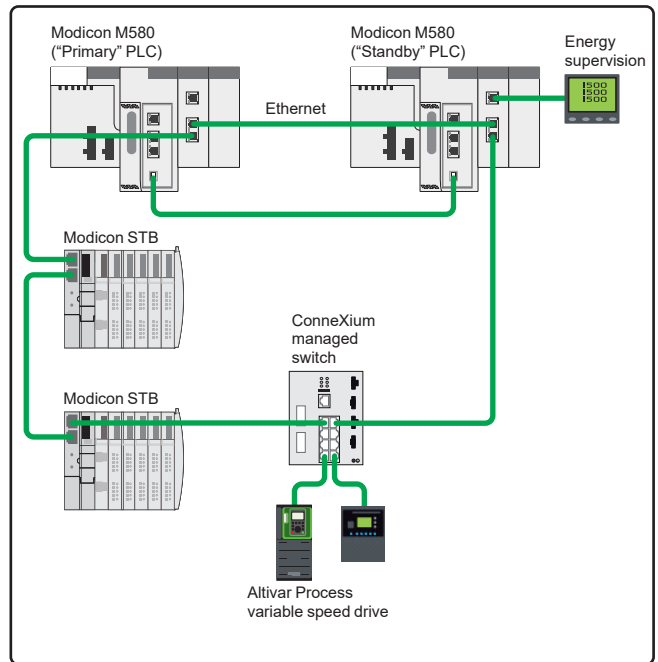 Modicon M580
(“Primary” PLC)
Modicon M580
(“Standby” PLC)
Energy
supervision
1500
1500
1500
Ethernet
Modicon STB
ConneXium
managed
switch
Modicon STB
Altivar Process
variable speed drive